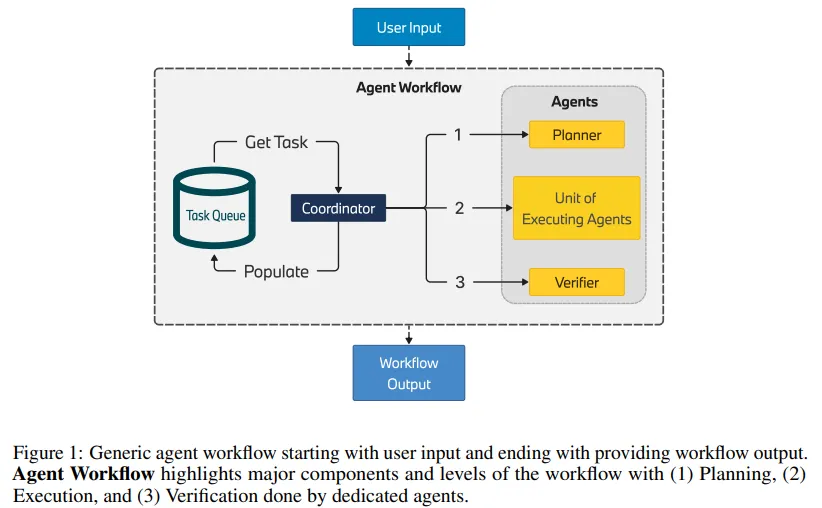 User Input
Agent Workflow
Agents
Get Task
1
Planner
Task Queue
Coordinator
2
Unit of
Executing Agents
Populate
3
Verifier
Workflow
Output
Figure 1: Generic agent workflow starting with user input and ending with providing workflow output.
Agent Workflow highlights major components and levels of the workflow with (1) Planning, (2)
Execution, and (3) Verification done by dedicated agents.